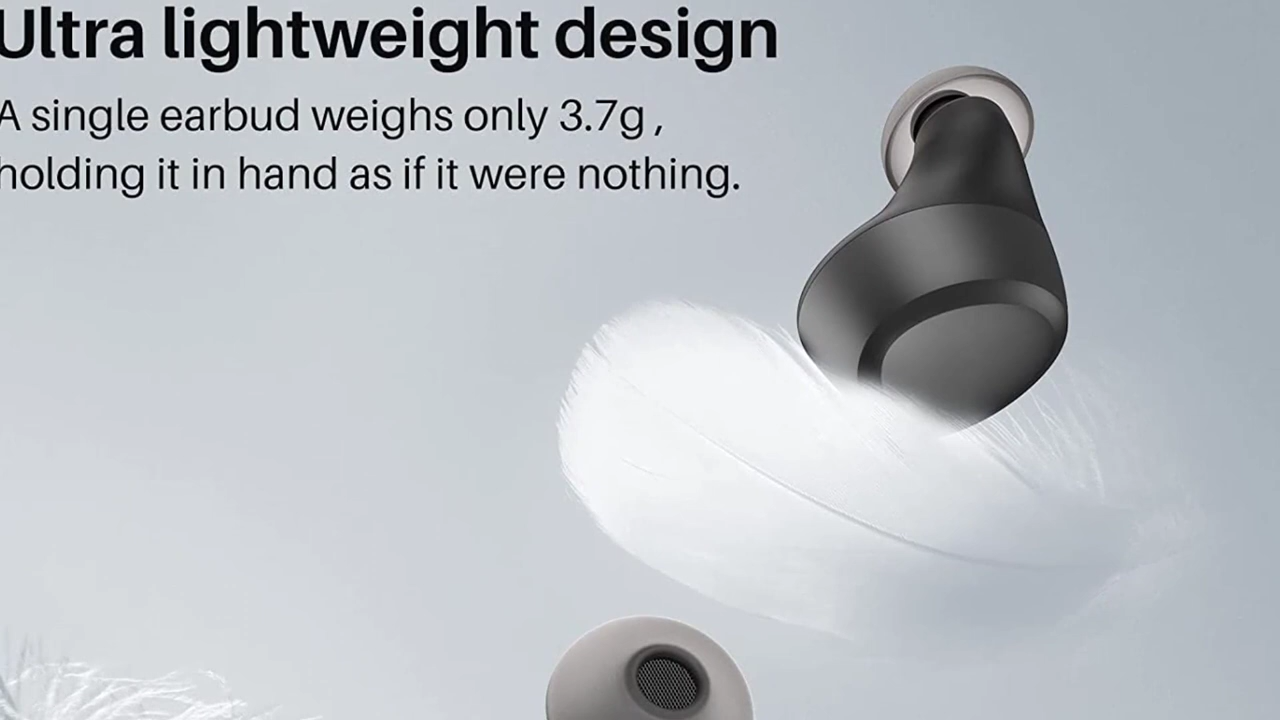 Ultra lightweight design
A single earbud weighs only 3.7g ,
holding it in hand as if it were nothing.